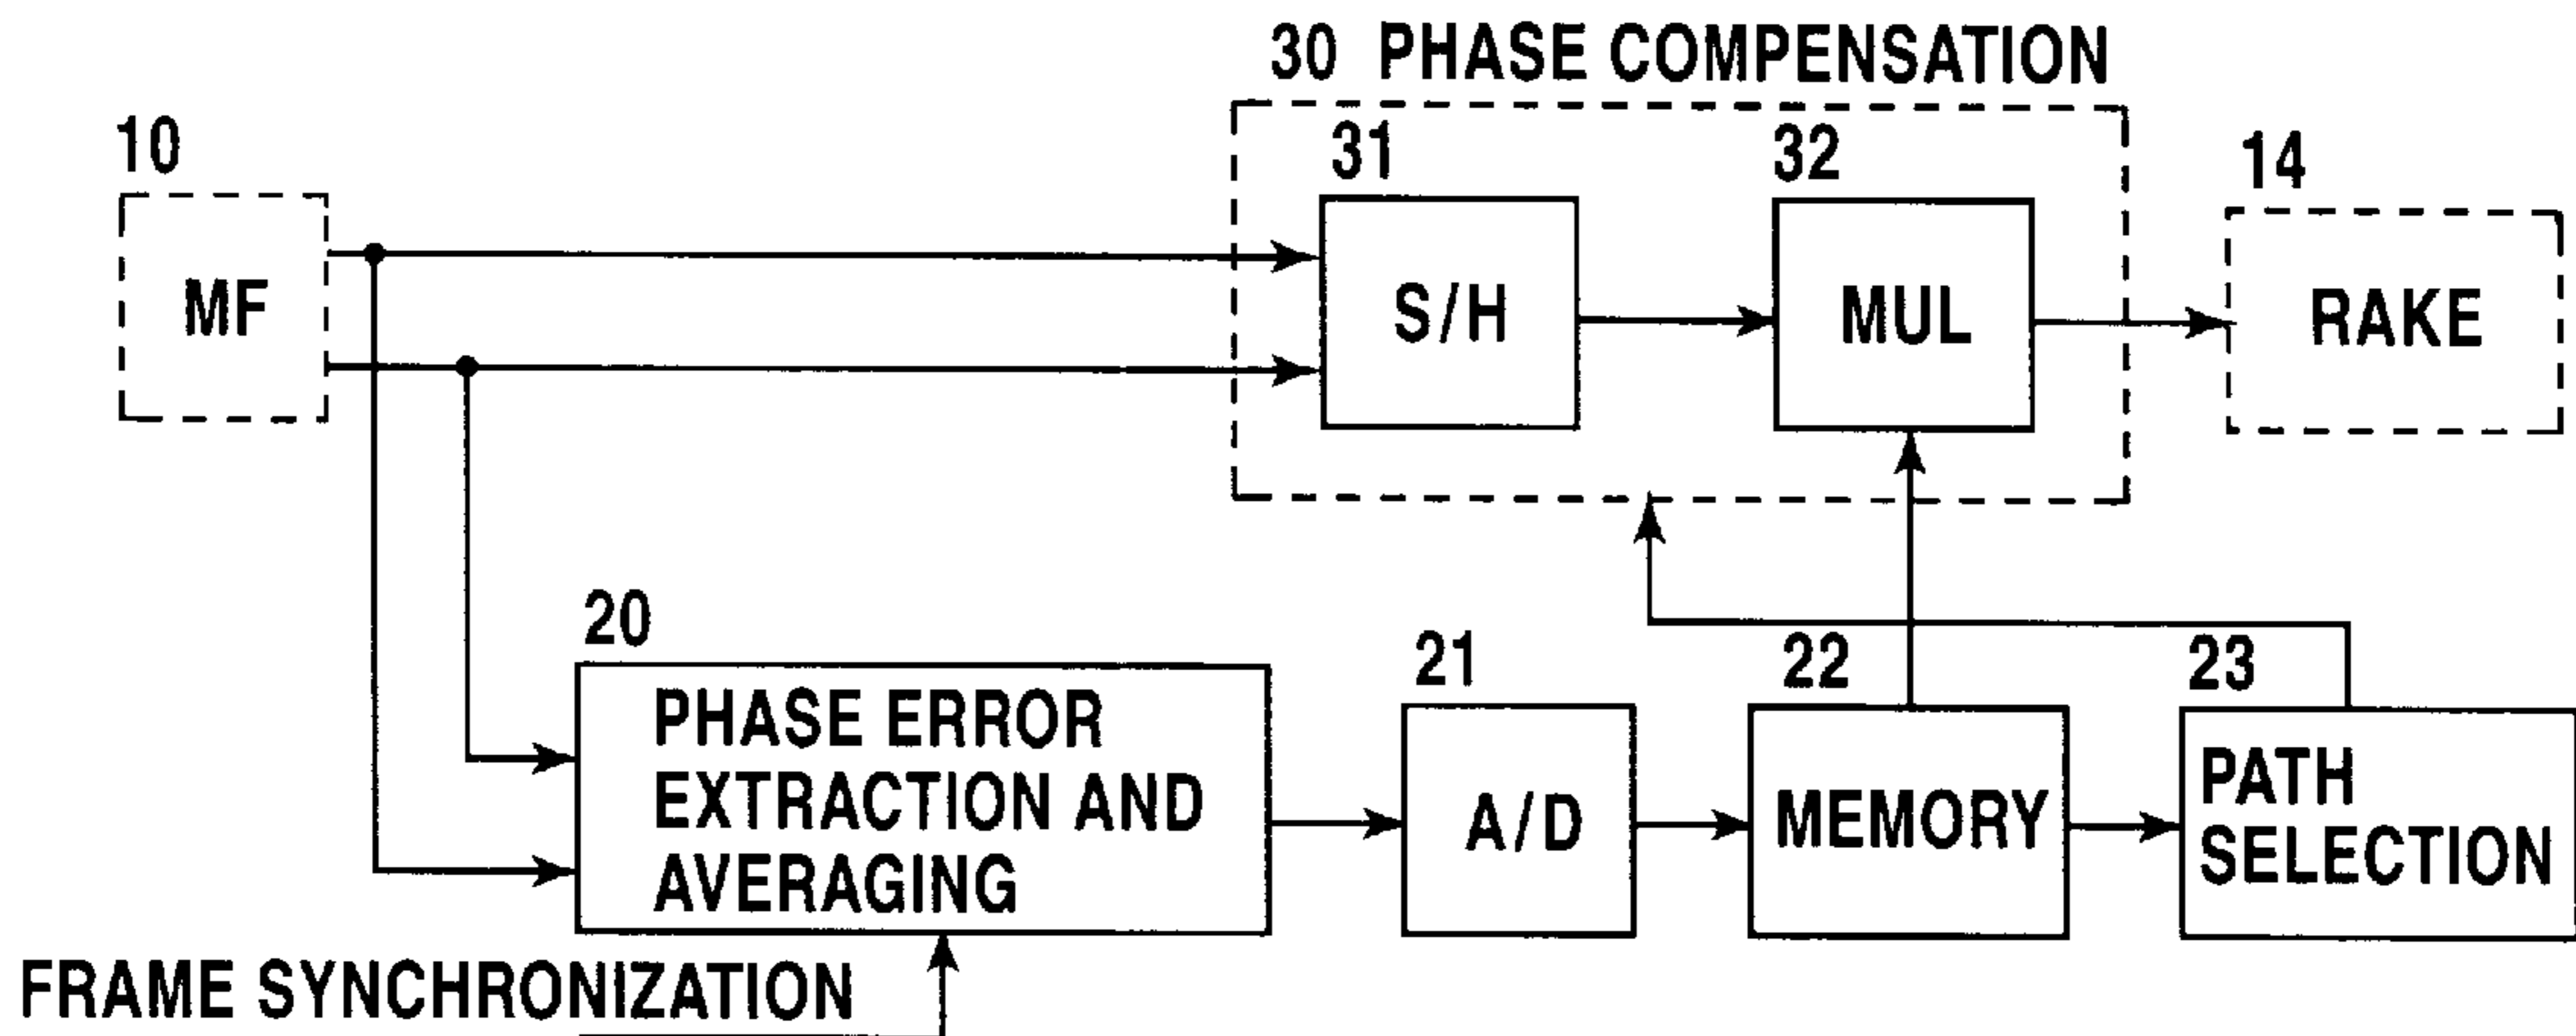 30 PHASE COMPENSATION
10
31
32
14
MF
S/H
MUL
RAKE
20
21
22
23
PHASE ERROR
EXTRACTION AND
AVERAGING
A/D
MEMORY
PATH
SELECTION
FRAME SYNCHRONIZATION